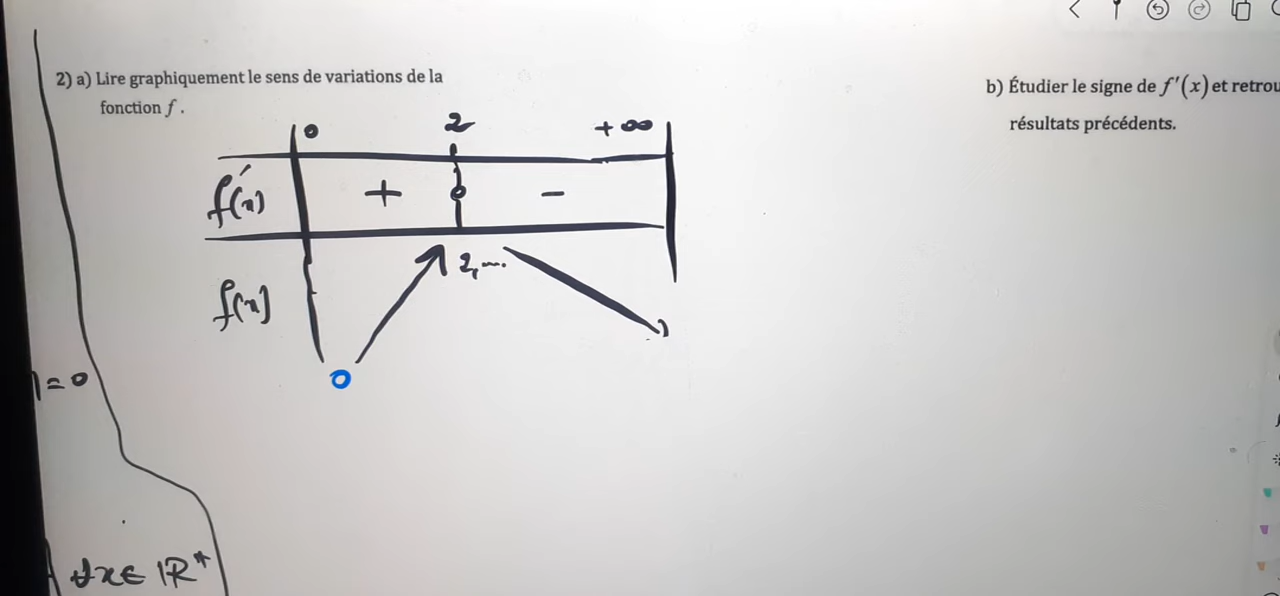 2) a) Lire graphiquement le sens de variations de la
fonction f .
0 2 +∞
f'(x) + 0 -
f(x) 2,....
0
=0
∀x∈ ℝ*
b) Étudier le signe de f'(x) et retrou
résultats précédents.